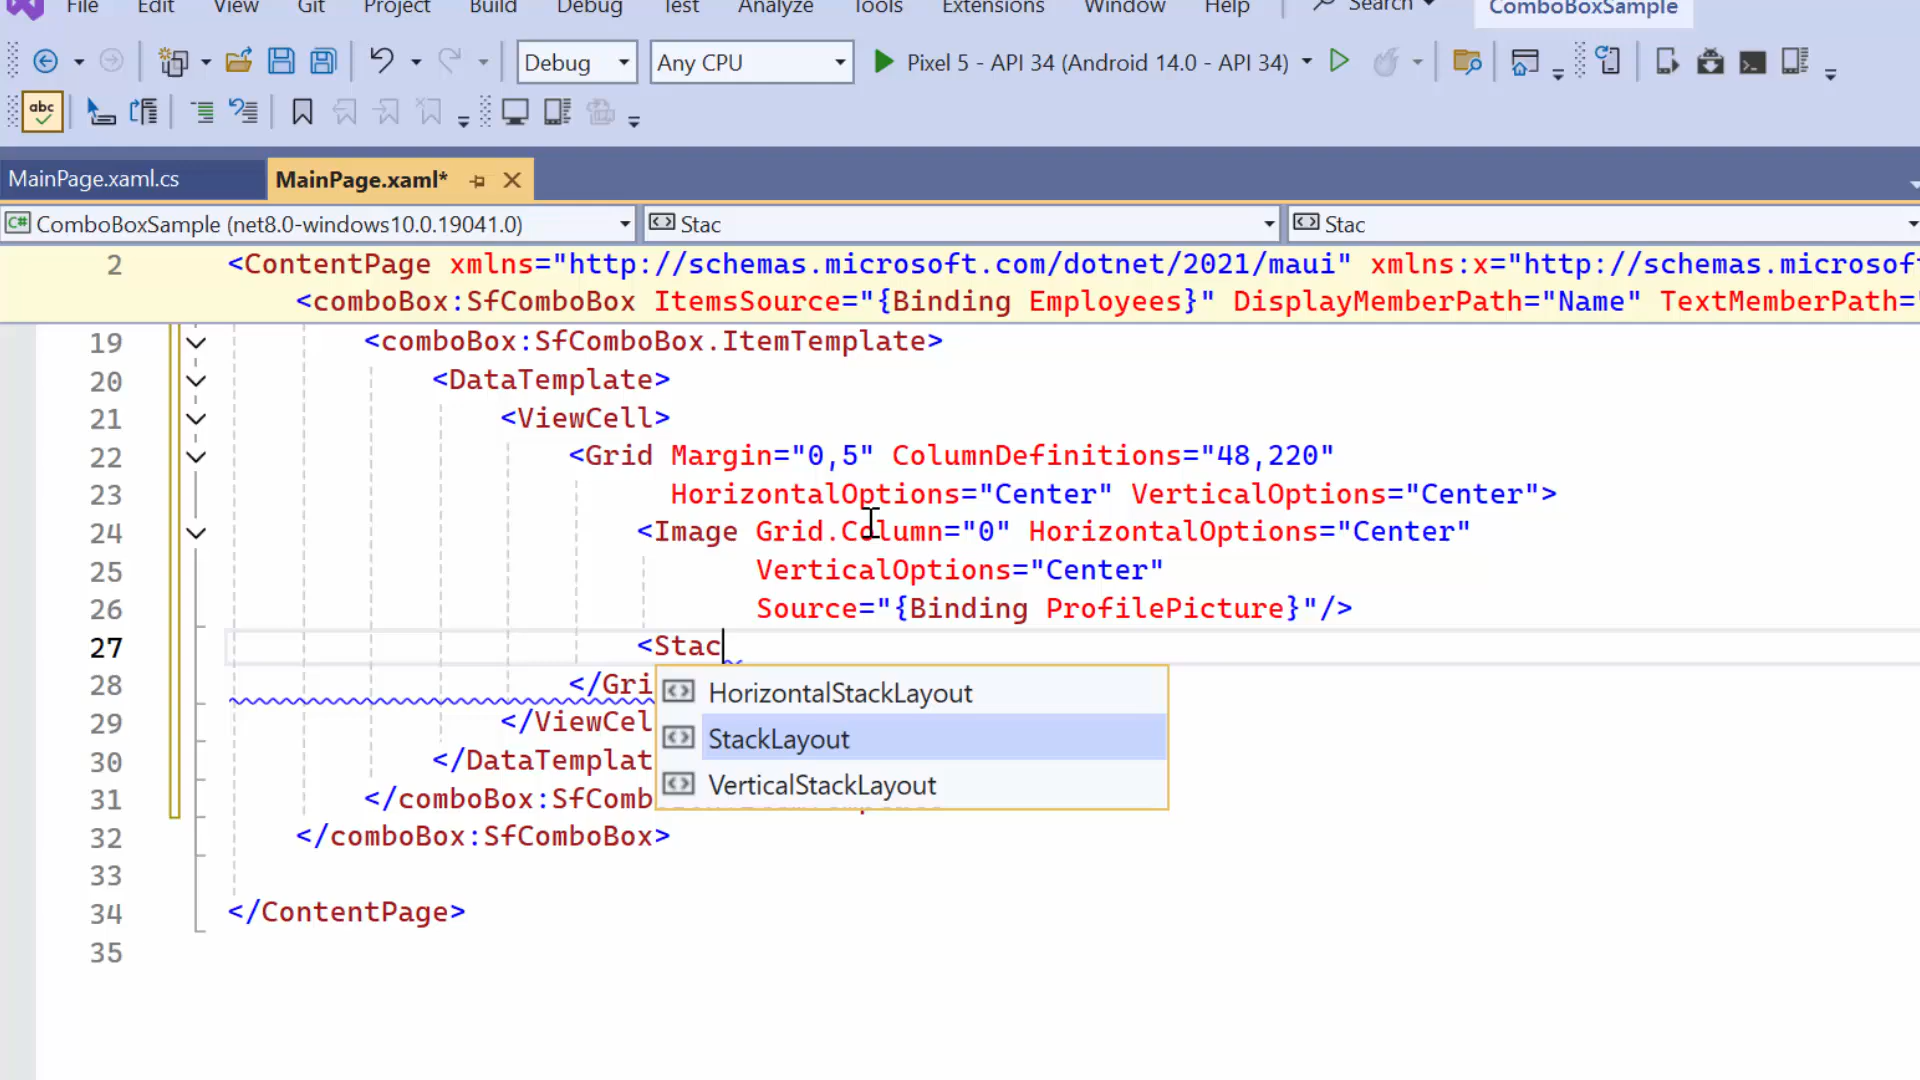 File Edit View Git Project Build Debug Test Analyze Tools Extensions Window Help Search ComboBoxSample
Debug Any CPU Pixel 5 - API 34 (Android 14.0 - API 34)
abc
MainPage.xaml.cs MainPage.xaml*
C# ComboBoxSample (net8.0-windows10.0.19041.0) Stac Stac
2 <ContentPage xmlns="http://schemas.microsoft.com/dotnet/2021/maui" xmlns:x="http://schemas.microsof
<comboBox:SfComboBox ItemsSource="{Binding Employees}" DisplayMemberPath="Name" TextMemberPath=
19 <comboBox:SfComboBox.ItemTemplate>
20 <DataTemplate>
21 <ViewCell>
22 <Grid Margin="0,5" ColumnDefinitions="48,220"
23 HorizontalOptions="Center" VerticalOptions="Center">
24 <Image Grid.Column="0" HorizontalOptions="Center"
25 VerticalOptions="Center"
26 Source="{Binding ProfilePicture}"/>
27 <Stac
28 </Gri
HorizontalStackLayout
29 </ViewCel
StackLayout
30 </DataTemplat
VerticalStackLayout
31 </comboBox:SfComb
32 </comboBox:SfComboBox>
33
34 </ContentPage>
35